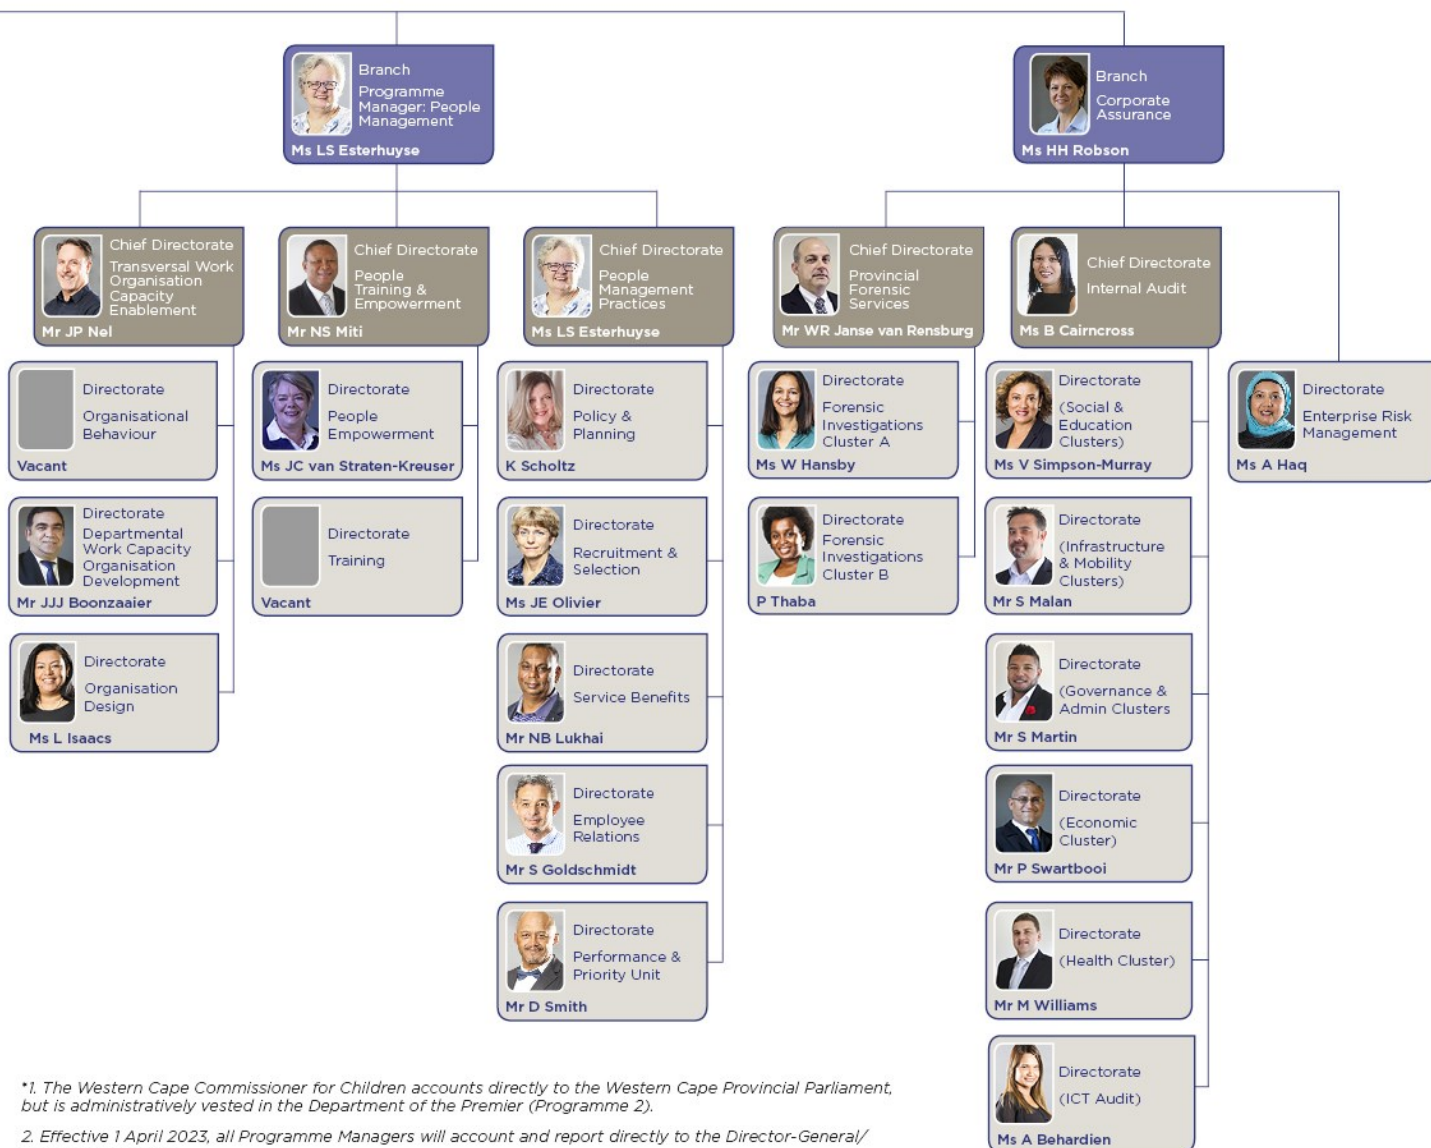 Branch
Programme
Manager: People
Management
Ms LS Esterhuyse
Branch
Corporate
Assurance
Ms HH Robson
Chief Directorate
Transversal Work
Organisation
Capacity
Enablement
Mr JP Nel
Chief Directorate
People
Training &
Empowerment
Mr NS Miti
Chief Directorate
People
Management
Practices
Ms LS Esterhuyse
Chief Directorate
Provincial
Forensic
Services
Mr WR Janse van Rensburg
Chief Directorate
Internal Audit
Ms B Cairncross
Directorate
Organisational
Behaviour
Vacant
Directorate
People
Empowerment
Ms JC van Straten-Kreuser
Directorate
Policy &
Planning
K Scholtz
Directorate
Forensic
Investigations
Cluster A
Ms W Hansby
Directorate
(Social &
Education
Clusters)
Ms V Simpson-Murray
Directorate
Enterprise Risk
Management
Ms A Haq
Directorate
Departmental
Work Capacity
Organisation
Development
Mr JJJ Boonzaaier
Directorate
Training
Vacant
Directorate
Recruitment &
Selection
Ms JE Olivier
Directorate
Forensic
Investigations
Cluster B
P Thaba
Directorate
(Infrastructure
& Mobility
Clusters)
Mr S Malan
Directorate
Organisation
Design
Ms L Isaacs
Directorate
Service Benefits
Mr NB Lukhai
Directorate
(Governance &
Admin Clusters
Mr S Martin
Directorate
Employee
Relations
Mr S Goldschmidt
Directorate
(Economic
Cluster)
Mr P Swartbooi
Directorate
Performance &
Priority Unit
Mr D Smith
Directorate
(Health Cluster)
Mr M Williams
Directorate
(ICT Audit)
Ms A Behardien
*1. The Western Cape Commissioner for Children accounts directly to the Western Cape Provincial Parliament,
but is administratively vested in the Department of the Premier (Programme 2).
2. Effective 1 April 2023, all Programme Managers will account and report directly to the Director-General/